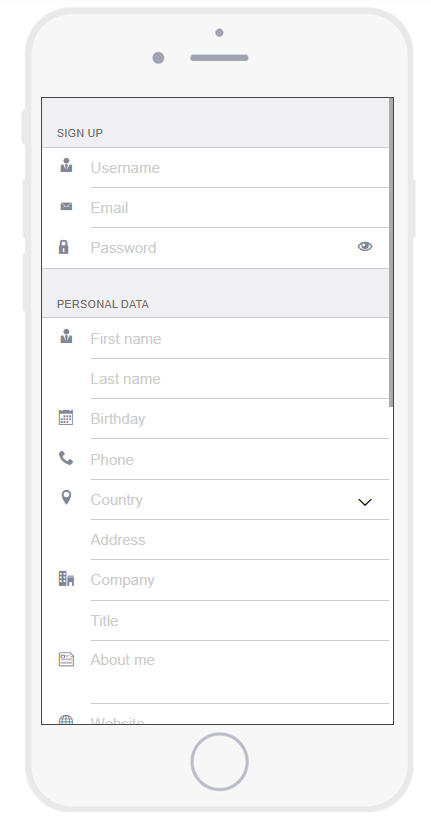 SIGN UP
Username
Email
Password
PERSONAL DATA
First name
Last name
Birthday
Phone
Country
Address
Company
Title
About me
Website